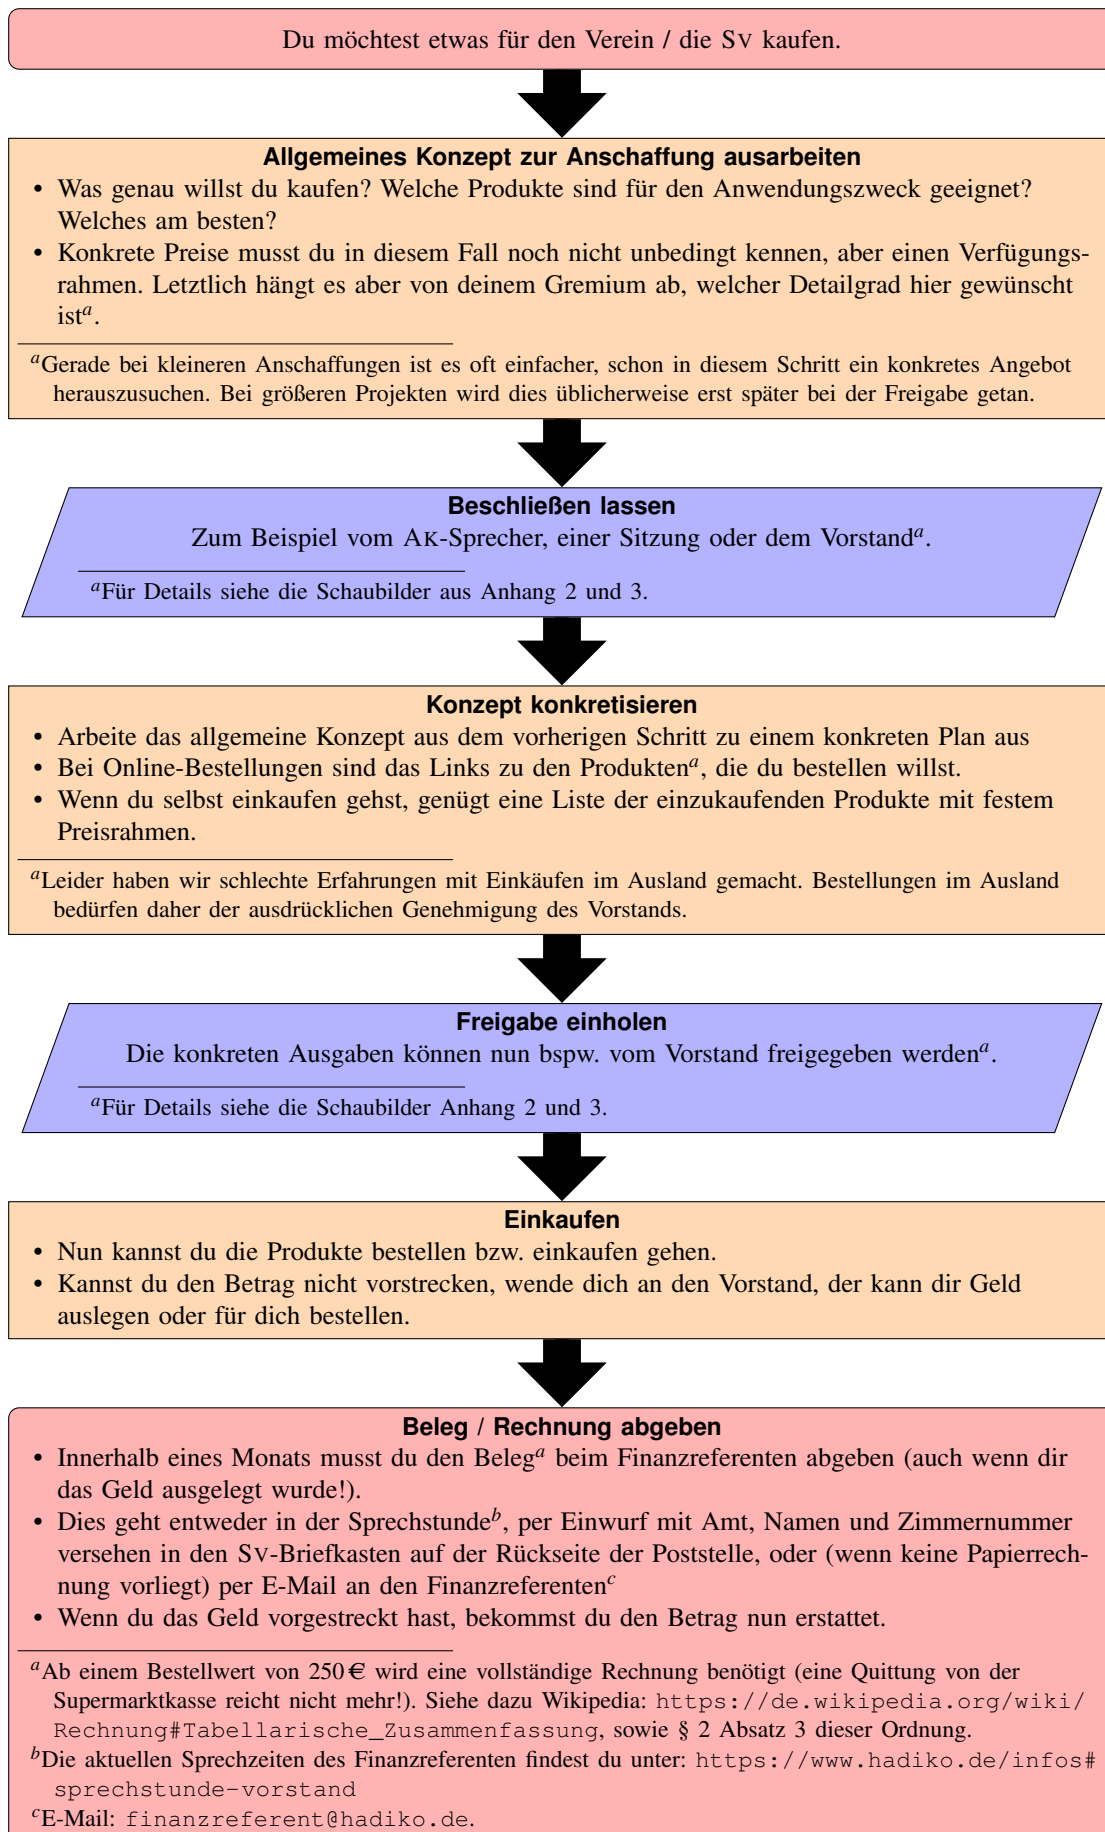 Du möchtest etwas für den Verein / die SV kaufen.
Allgemeines Konzept zur Anschaffung ausarbeiten
• Was genau willst du kaufen? Welche Produkte sind für den Anwendungszweck geeignet?
Welches am besten?
• Konkrete Preise musst du in diesem Fall noch nicht unbedingt kennen, aber einen Verfügungs-
rahmen. Letztlich hängt es aber von deinem Gremium ab, welcher Detailgrad hier gewünscht
ist^a.
^aGerade bei kleineren Anschaffungen ist es oft einfacher, schon in diesem Schritt ein konkretes Angebot
herauszusuchen. Bei größeren Projekten wird dies üblicherweise erst später bei der Freigabe getan.
Beschließen lassen
Zum Beispiel vom AK-Sprecher, einer Sitzung oder dem Vorstand^a.
^aFür Details siehe die Schaubilder aus Anhang 2 und 3.
Konzept konkretisieren
• Arbeite das allgemeine Konzept aus dem vorherigen Schritt zu einem konkreten Plan aus
• Bei Online-Bestellungen sind das Links zu den Produkten^a, die du bestellen willst.
• Wenn du selbst einkaufen gehst, genügt eine Liste der einzukaufenden Produkte mit festem
Preisrahmen.
^aLeider haben wir schlechte Erfahrungen mit Einkäufen im Ausland gemacht. Bestellungen im Ausland
bedürfen daher der ausdrücklichen Genehmigung des Vorstands.
Freigabe einholen
Die konkreten Ausgaben können nun bspw. vom Vorstand freigegeben werden^a.
^aFür Details siehe die Schaubilder Anhang 2 und 3.
Einkaufen
• Nun kannst du die Produkte bestellen bzw. einkaufen gehen.
• Kannst du den Betrag nicht vorstrecken, wende dich an den Vorstand, der kann dir Geld
auslegen oder für dich bestellen.
Beleg / Rechnung abgeben
• Innerhalb eines Monats musst du den Beleg^a beim Finanzreferenten abgeben (auch wenn dir
das Geld ausgelegt wurde!).
• Dies geht entweder in der Sprechstunde^b, per Einwurf mit Amt, Namen und Zimmernummer
versehen in den SV-Briefkasten auf der Rückseite der Poststelle, oder (wenn keine Papierrech-
nung vorliegt) per E-Mail an den Finanzreferenten^c
• Wenn du das Geld vorgestreckt hast, bekommst du den Betrag nun erstattet.
^aAb einem Bestellwert von 250 € wird eine vollständige Rechnung benötigt (eine Quittung von der
Supermarktkasse reicht nicht mehr!). Siehe dazu Wikipedia: https://de.wikipedia.org/wiki/
Rechnung#Tabellarische_Zusammenfassung, sowie § 2 Absatz 3 dieser Ordnung.
^bDie aktuellen Sprechzeiten des Finanzreferenten findest du unter: https://www.hadiko.de/infos#
sprechstunde-vorstand
^cE-Mail: finanzreferent@hadiko.de.